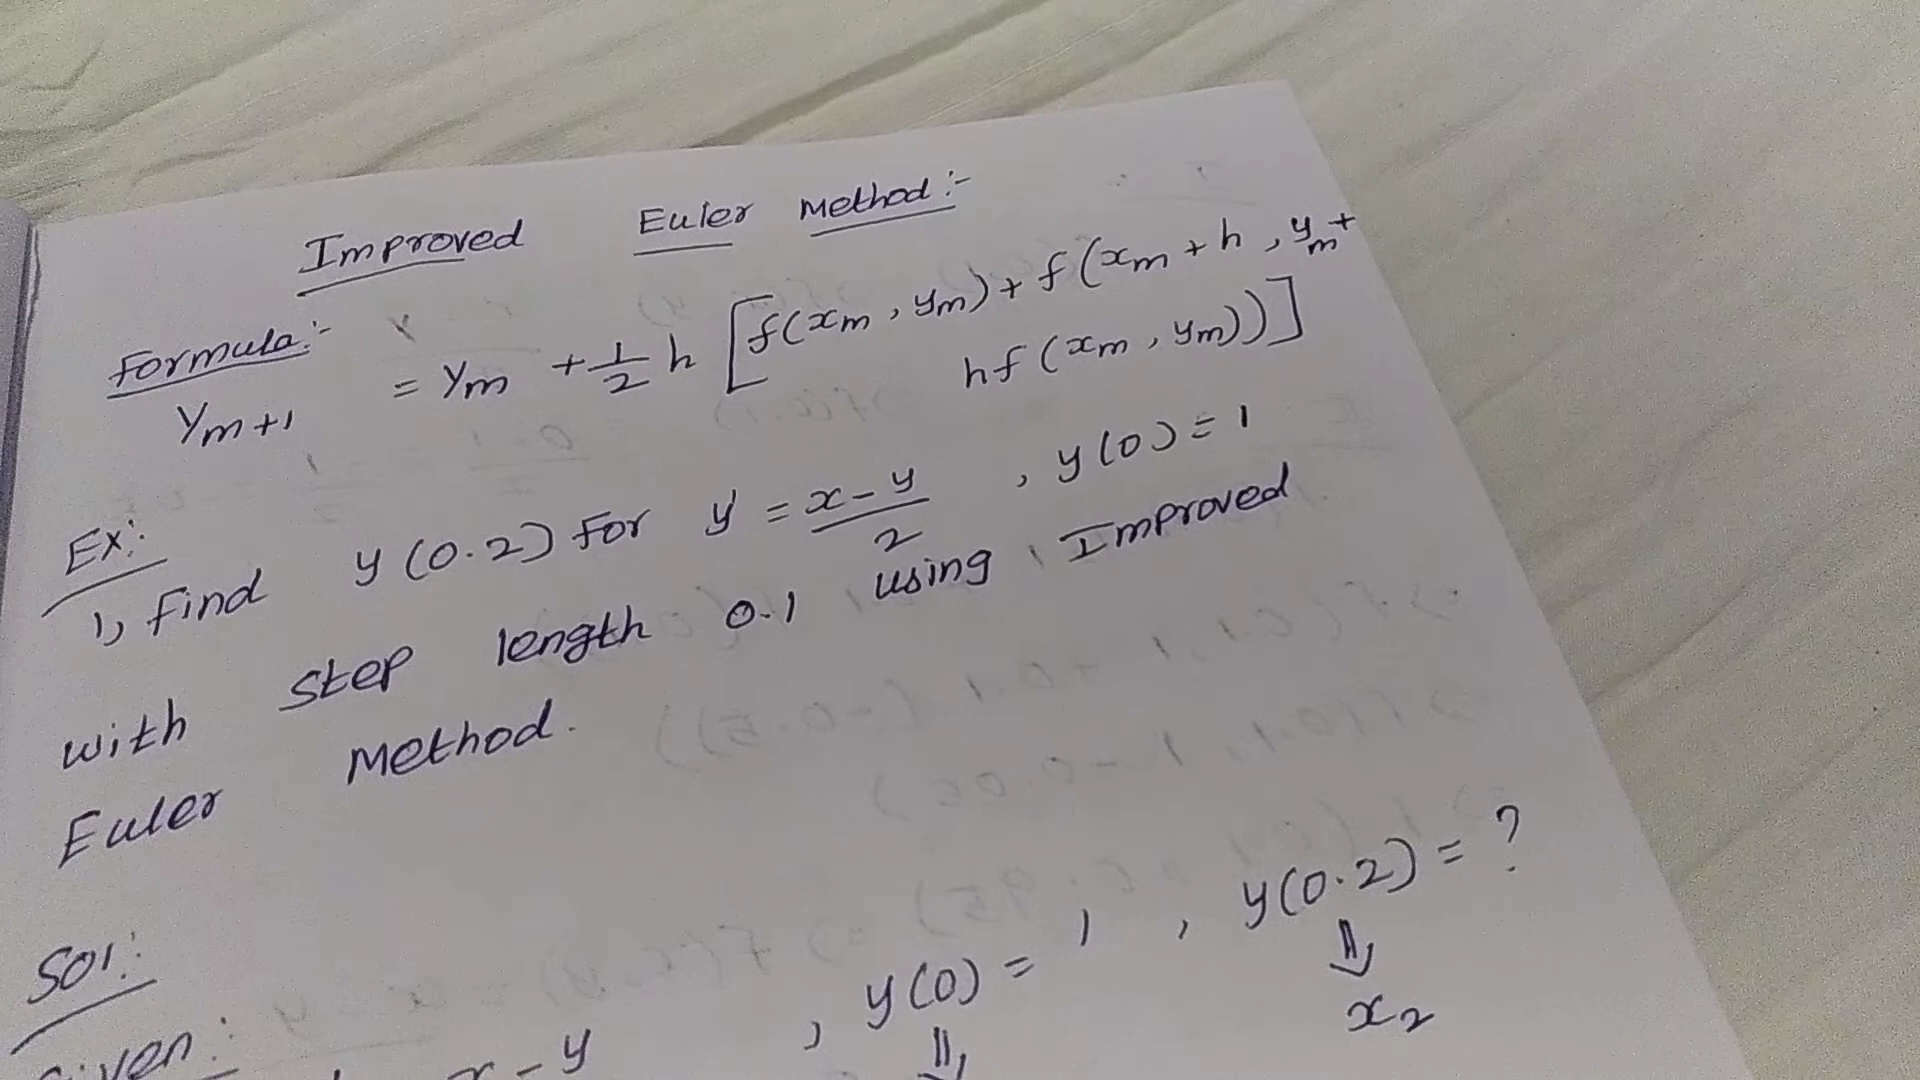 Improved Euler Method :-
Formula:-
Ym+1 = Ym + 1/2 h [f(xm, ym) + f(xm + h, ym +
hf(xm, ym))]
Ex:
1, Find y(0.2) For y' = x-y/2, y(0) = 1
with step length 0.1 using Improved
Euler Method.
Sol:
Given: x-y, y(0) = 1, y(0.2) = ?
⇓ ⇓
x2